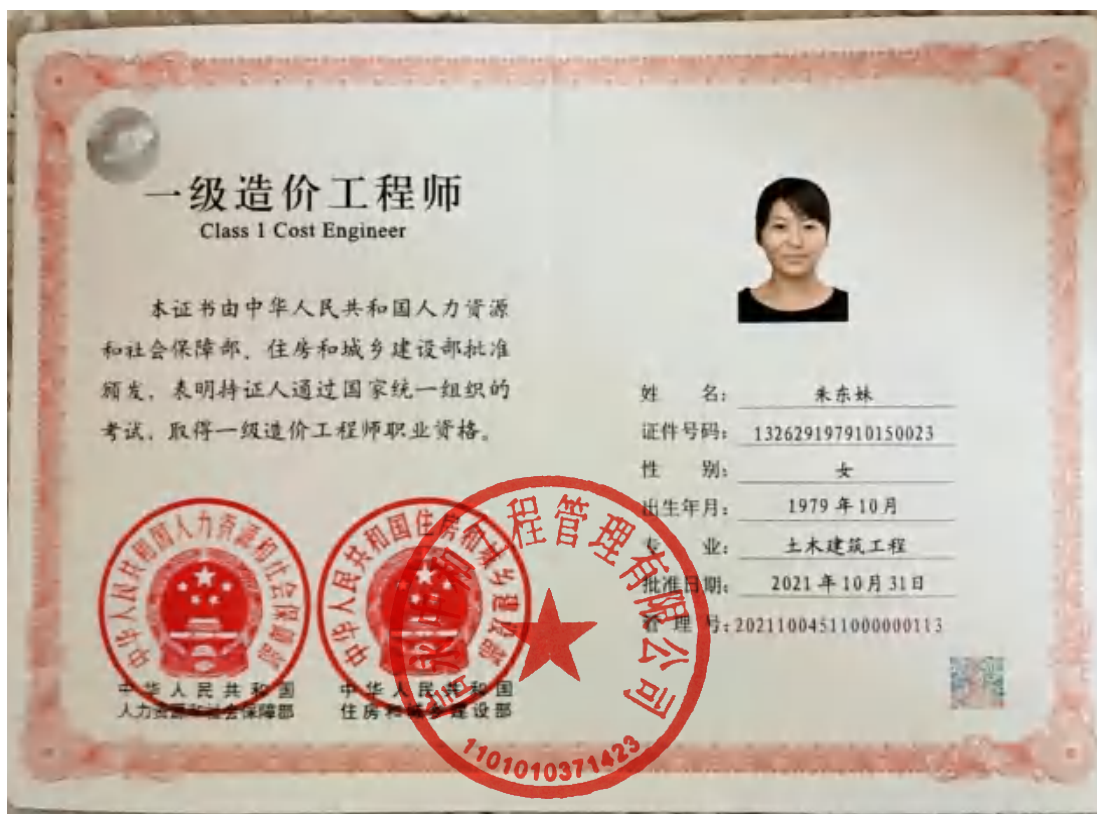 一级造价工程师
Class 1 Cost Engineer
本证书由中华人民共和国人力资源
和社会保障部、住房和城乡建设部批准
颁发,表明持证人通过国家统一组织的
考试,取得一级造价工程师职业资格。
中华人民共和国人力资源和社会保障部
中华人民共和国
人力资源和社会保障部
中华人民共和国住房和城乡建设部
中华人民共和国
住房和城乡建设部
姓 名: 朱东妹
证件号码: 132629197910150023
性 别: 女
出生年月: 1979 年 10 月
专 业: 土木建筑工程
批准日期: 2021 年 10 月 31 日
管 理 号: 20211004511000000113
程管理有限公司
1101010371423